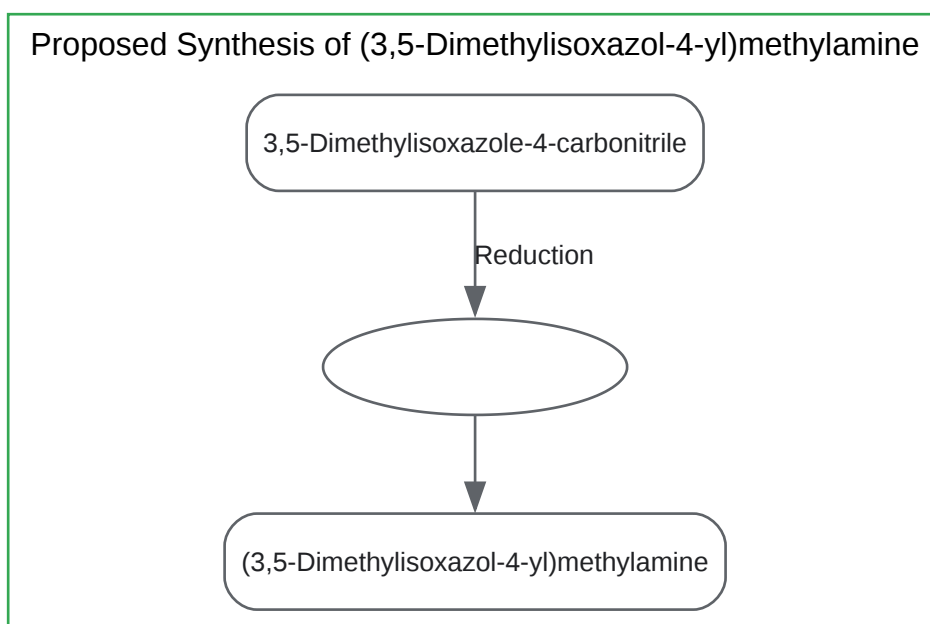 Proposed Synthesis of (3,5-Dimethylisoxazol-4-yl)methylamine
3,5-Dimethylisoxazole-4-carbonitrile
Reduction
(3,5-Dimethylisoxazol-4-yl)methylamine